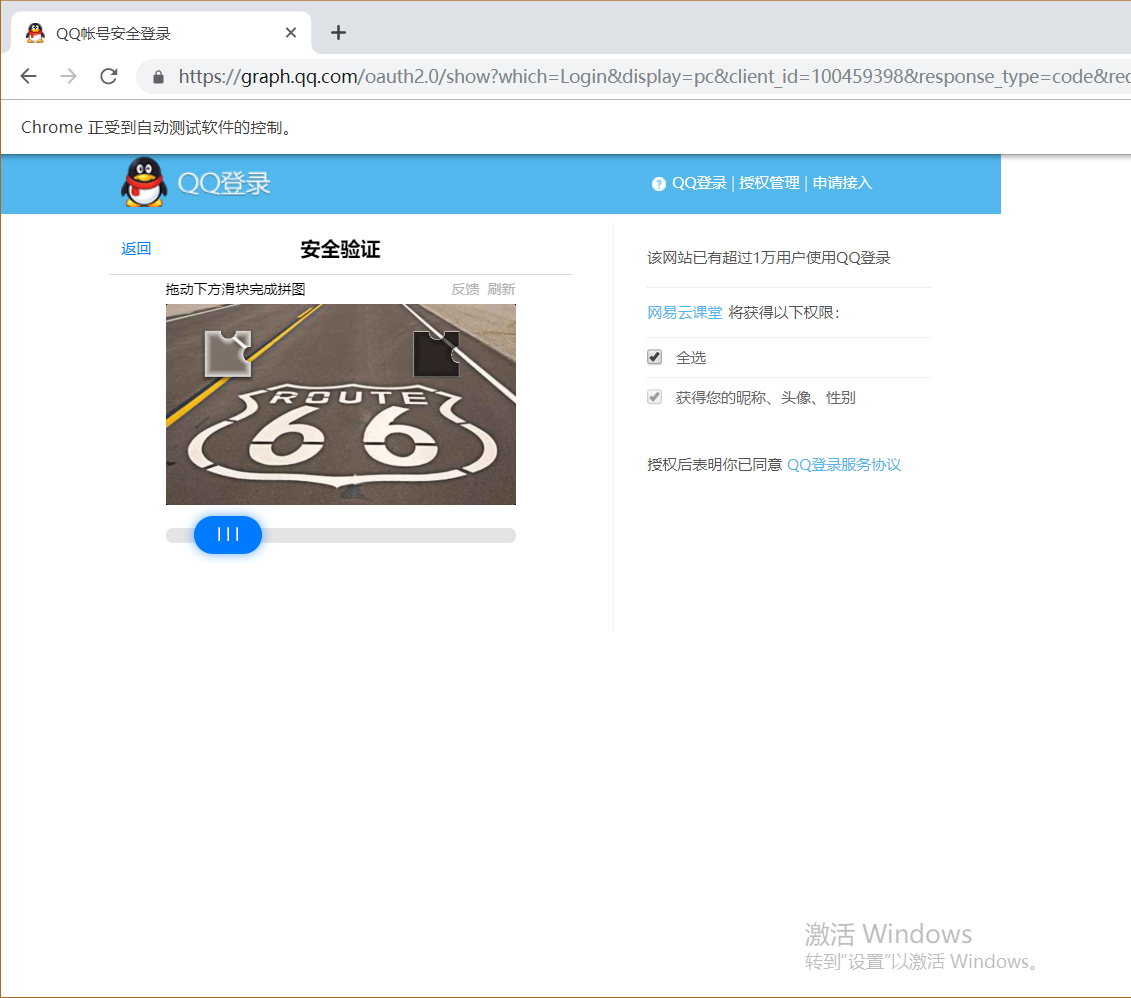 QQ帐号安全登录
https://graph.qq.com/oauth2.0/show?which=Login&display=pc&client_id=100459398&response_type=code&red
Chrome 正受到自动测试软件的控制。
QQ登录
QQ登录 | 授权管理 | 申请接入
返回
安全验证
拖动下方滑块完成拼图
反馈 刷新
ROUTE
66
该网站已有超过1万用户使用QQ登录
网易云课堂 将获得以下权限：
全选
获得您的昵称、头像、性别
授权后表明你已同意 QQ登录服务协议
激活 Windows
转到"设置"以激活 Windows。